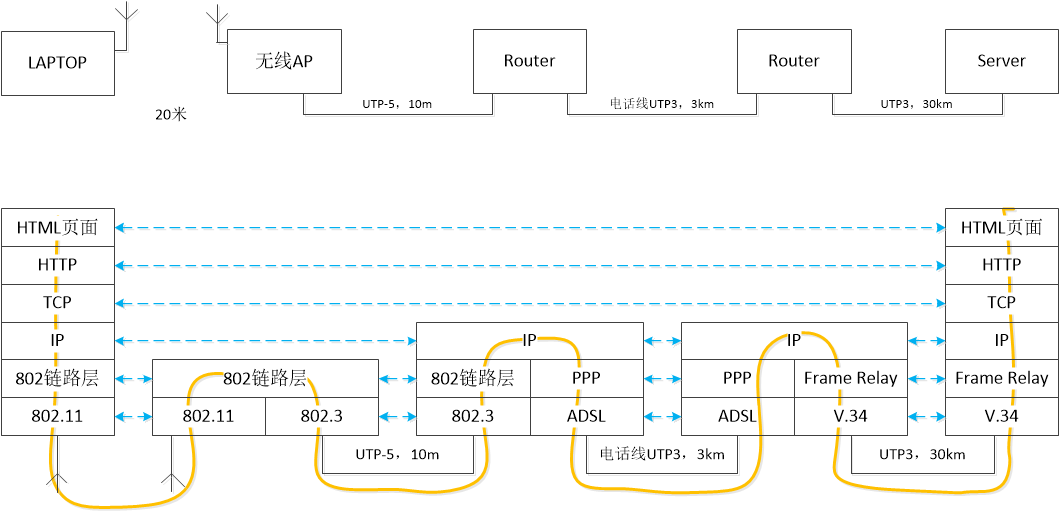 LAPTOP
无线AP
Router
Router
Server
20米
UTP-5，10m
电话线UTP3，3km
UTP3，30km
HTML页面
HTML页面
HTTP
HTTP
TCP
TCP
IP
IP
IP
IP
802链路层
802链路层
802链路层
PPP
PPP
Frame Relay
Frame Relay
802.11
802.11
802.3
802.3
ADSL
ADSL
V.34
V.34
UTP-5，10m
电话线UTP3，3km
UTP3，30km